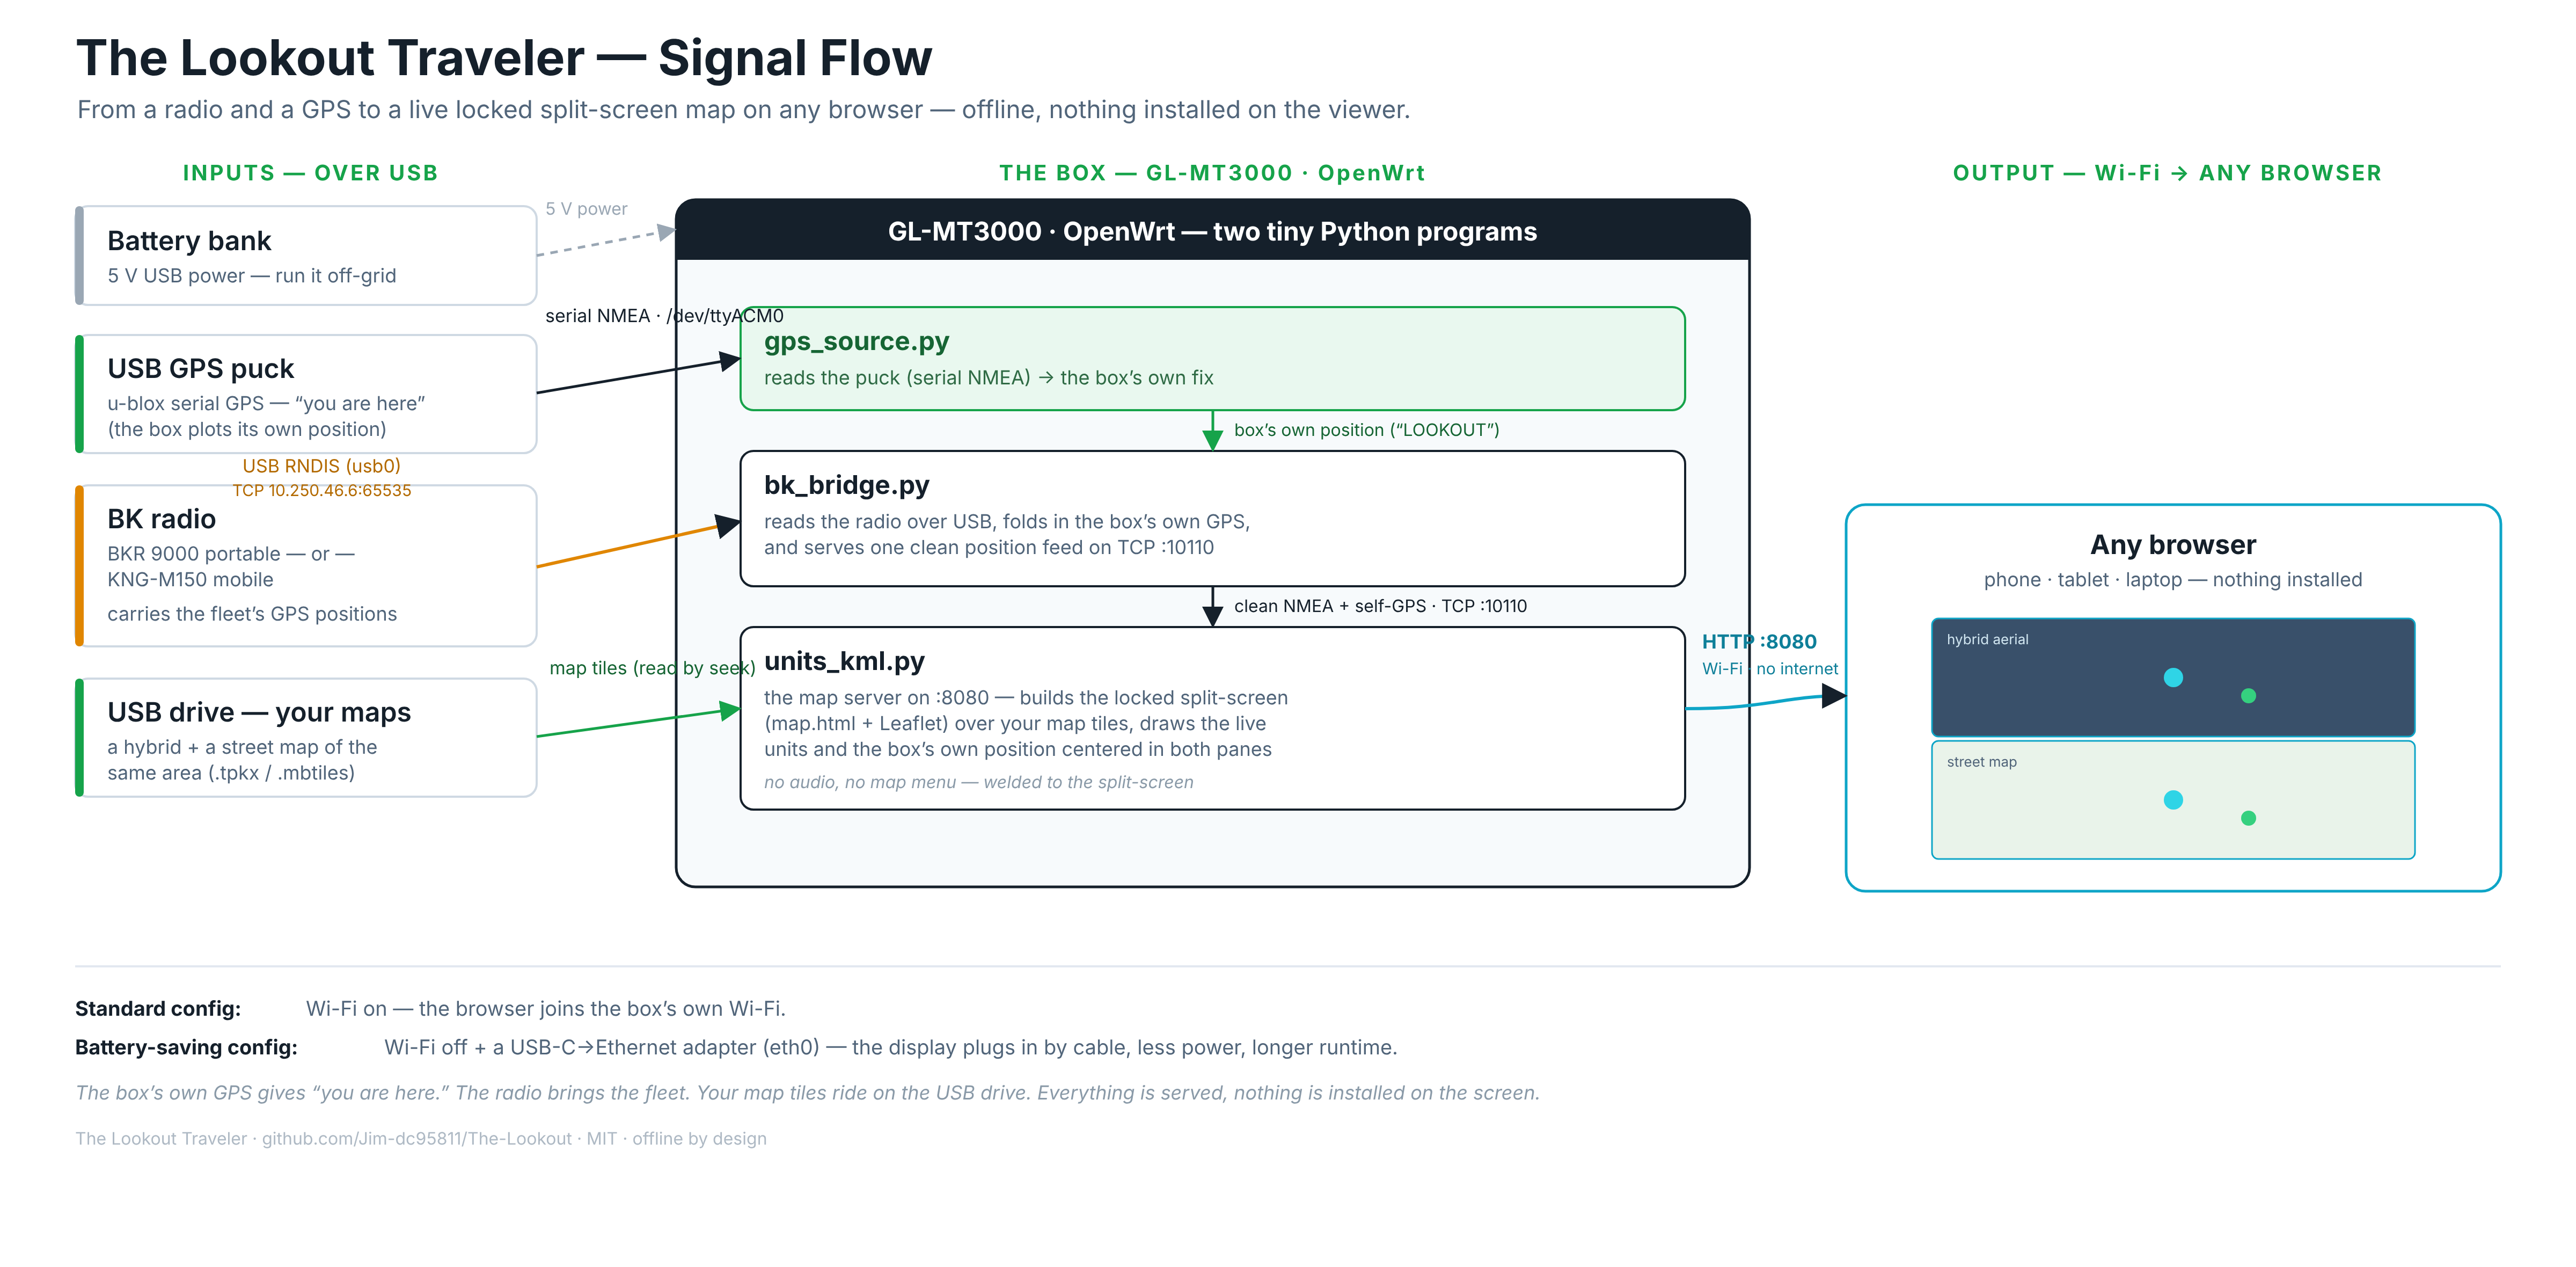 The Lookout Traveler — Signal Flow
From a radio and a GPS to a live locked split-screen map on any browser — offline, nothing installed on the viewer.
INPUTS — OVER USB
THE BOX — GL-MT3000 · OpenWrt
OUTPUT — Wi-Fi → ANY BROWSER
Battery bank
5 V USB power — run it off-grid
5 V power
USB GPS puck
u-blox serial GPS — “you are here”
(the box plots its own position)
serial NMEA · /dev/ttyACM0
USB RNDIS (usb0)
TCP 10.250.46.6:65535
BK radio
BKR 9000 portable — or —
KNG-M150 mobile
carries the fleet’s GPS positions
map tiles (read by seek)
USB drive — your maps
a hybrid + a street map of the
same area (.tpkx / .mbtiles)
GL-MT3000 · OpenWrt — two tiny Python programs
gps_source.py
reads the puck (serial NMEA) → the box’s own fix
box’s own position (“LOOKOUT”)
bk_bridge.py
reads the radio over USB, folds in the box’s own GPS,
and serves one clean position feed on TCP :10110
clean NMEA + self-GPS · TCP :10110
units_kml.py
the map server on :8080 — builds the locked split-screen
(map.html + Leaflet) over your map tiles, draws the live
units and the box’s own position centered in both panes
no audio, no map menu — welded to the split-screen
HTTP :8080
Wi-Fi · no internet
Any browser
phone · tablet · laptop — nothing installed
hybrid aerial
street map
Standard config: Wi-Fi on — the browser joins the box’s own Wi-Fi.
Battery-saving config: Wi-Fi off + a USB-C→Ethernet adapter (eth0) — the display plugs in by cable, less power, longer runtime.
The box’s own GPS gives “you are here.” The radio brings the fleet. Your map tiles ride on the USB drive. Everything is served, nothing is installed on the screen.
The Lookout Traveler · github.com/Jim-dc95811/The-Lookout · MIT · offline by design